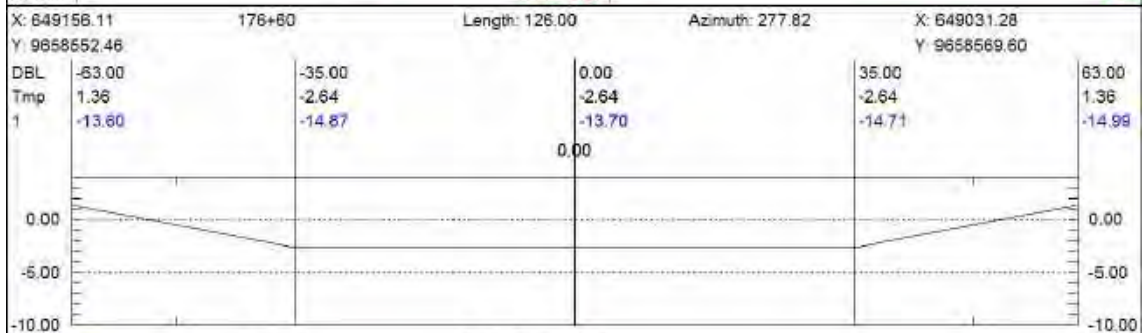 X: 649156.11 176+60 Length: 126.00 Azimuth: 277.82 X: 649031.28
Y: 9658552.46 Y: 9658569.60
DBL -63.00 -35.00 0.00 35.00 63.00
Tmp 1.36 -2.64 -2.64 -2.64 1.36
1 -13.60 -14.87 -13.70 -14.71 -14.99
0.00
0.00 0.00
-5.00 -5.00
-10.00 -10.00